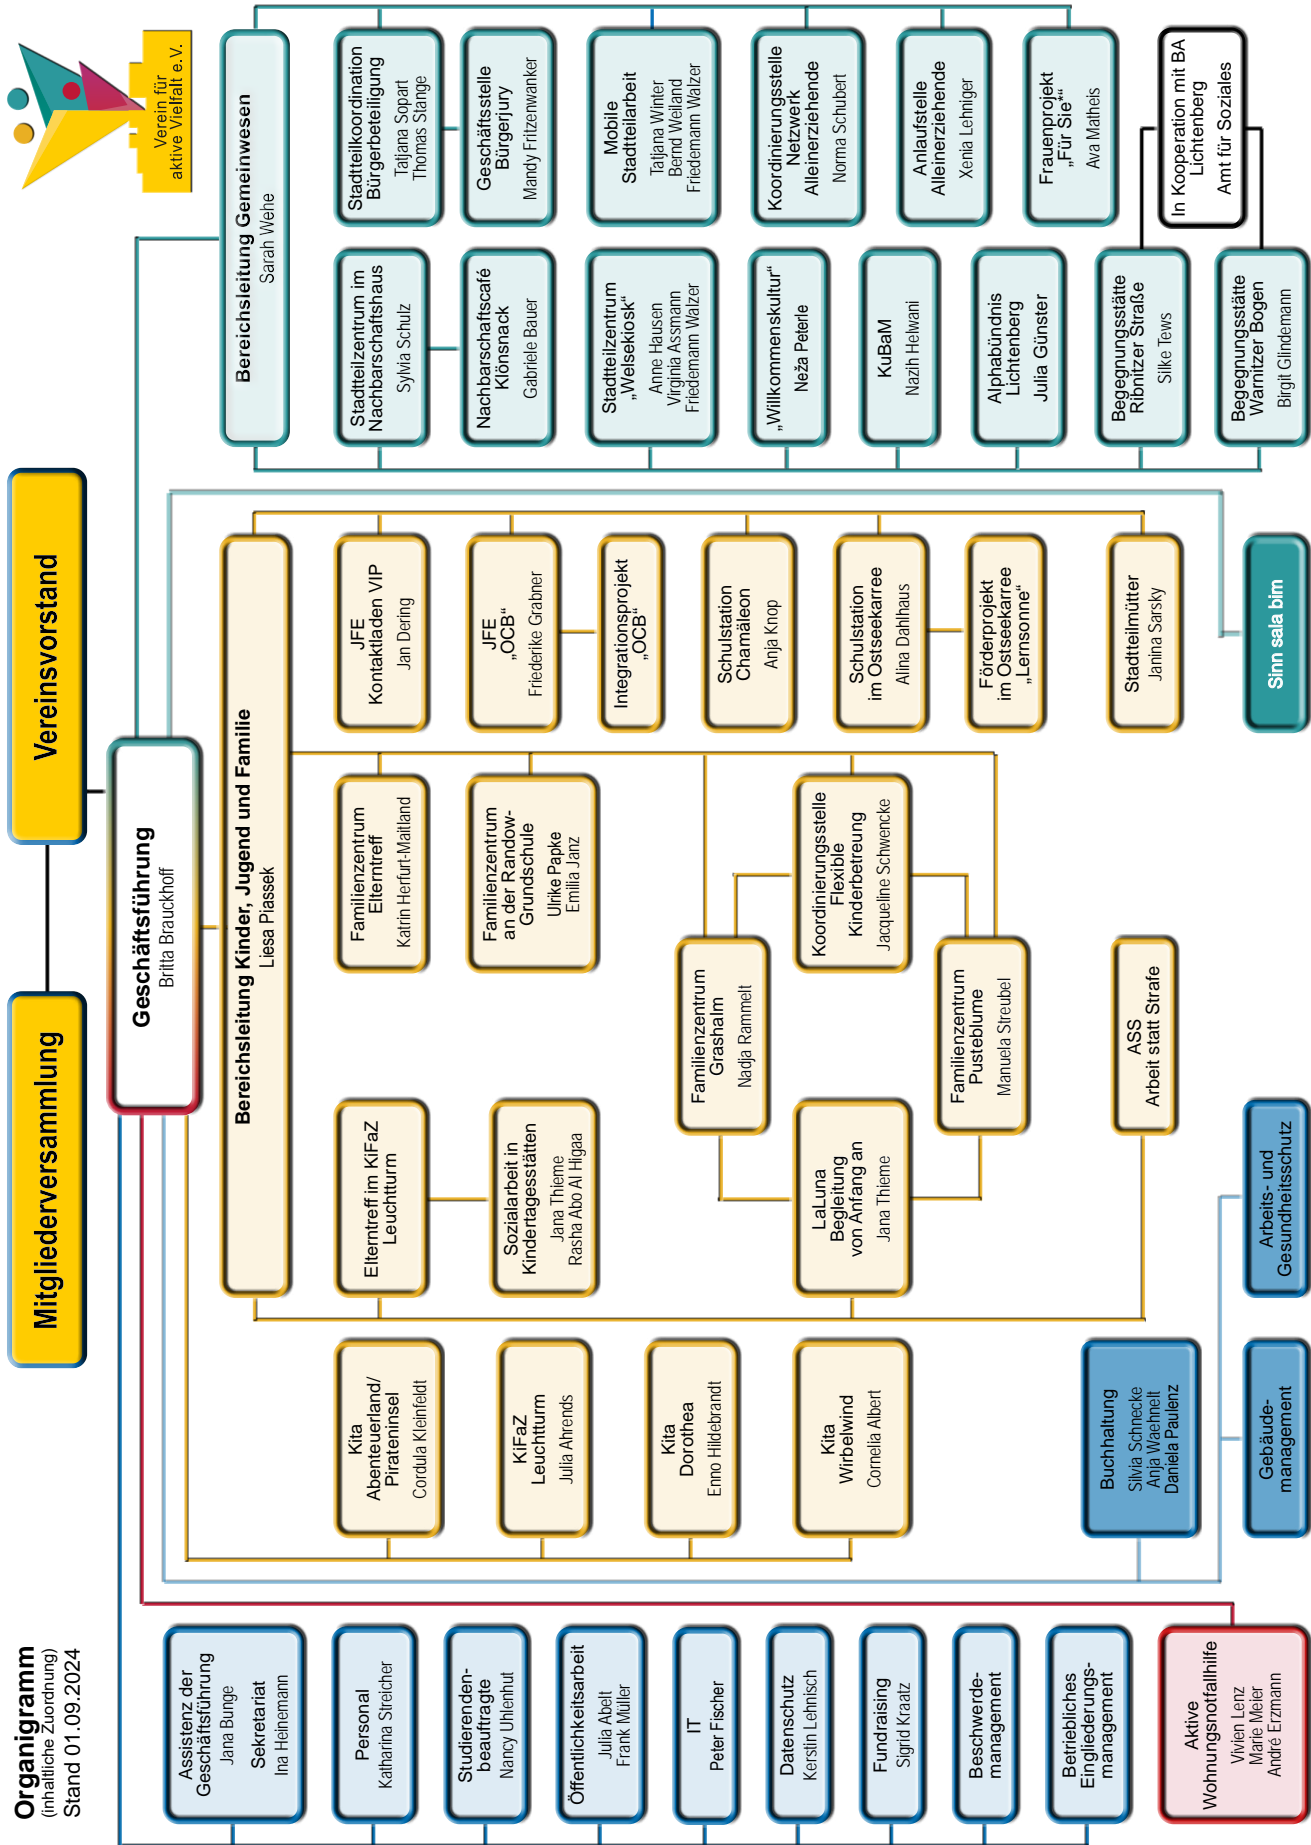 Organigramm
(inhaltliche Zuordnung)
Stand 01.09.2024
Mitgliederversammlung
Vereinsvorstand
Verein für
aktive Vielfalt e.V.
Geschäftsführung
Britta Brauckhoff
Assistenz der
Geschäftsführung
Jana Bunge
Sekretariat
Ina Heinemann
Personal
Katharina Streicher
Studierenden-
beauftragte
Nancy Uhlenhut
Öffentlichkeitsarbeit
Julia Abelt
Frank Müller
IT
Peter Fischer
Datenschutz
Kerstin Lehnisch
Fundraising
Sigrid Kraatz
Beschwerde-
management
Betriebliches
Eingliederungs-
management
Aktive
Wohnungsnotfallhilfe
Vivien Lenz
Marie Meier
André Erzmann
Kita
Abenteuerland/
Pirateninsel
Cordula Kleinfeldt
KiFaZ
Leuchtturm
Julia Ahrends
Kita
Dorothea
Enno Hildebrandt
Kita
Wirbelwind
Cornelia Albert
Buchhaltung
Silvia Schnecke
Anja Waehnelt
Daniela Paulenz
Gebäude-
management
Arbeits- und
Gesundheitsschutz
Bereichsleitung Kinder, Jugend und Familie
Liesa Piassek
Elterntreff im KiFaZ
Leuchtturm
Sozialarbeit in
Kindertagesstätten
Jana Thieme
Rasha Abo Al Higaa
LaLuna
Begleitung
von Anfang an
Jana Thieme
ASS
Arbeit statt Strafe
Familienzentrum
Elterntreff
Katrin Herfurt-Maitland
Familienzentrum
an der Randow-
Grundschule
Ulrike Papke
Emilia Janz
Familienzentrum
Grashalm
Nadja Rammelt
Koordinierungsstelle
Flexible
Kinderbetreung
Jacqueline Schwencke
Familienzentrum
Pusteblume
Manuela Streubel
JFE
Kontaktladen VIP
Jan Dering
JFE
„OCB“
Friederike Grabner
Integrationsprojekt
„OCB“
Schulstation
Chamäleon
Anja Knop
Schulstation
im Ostseekarree
Alina Dahlhaus
Förderprojekt
im Ostseekarree
„Lernsonne“
Stadtteilmütter
Janina Sarsky
Sinn sala bim
Bereichsleitung Gemeinwesen
Sarah Wehe
Stadtteilzentrum im
Nachbarschaftshaus
Sylvia Schulz
Nachbarschaftscafé
Klönsnack
Gabriele Bauer
Stadtteilzentrum
„Welsekiosk“
Anne Hausen
Virginia Assmann
Friedemann Walzer
„Willkommenskultur“
Neža Peterle
KuBaM
Nazih Helwani
Alphabündnis
Lichtenberg
Julia Günster
Begegnungsstätte
Ribnitzer Straße
Silke Tews
Begegnungsstätte
Warnitzer Bogen
Birgit Glindemann
Stadtteilkoordination
Bürgerbeteiligung
Tatjana Sopart
Thomas Stange
Geschäftsstelle
Bürgerjury
Mandy Fritzenwanker
Mobile
Stadtteilarbeit
Tatjana Winter
Bernd Weiland
Friedemann Walzer
Koordinierungsstelle
Netzwerk
Alleinerziehende
Norma Schubert
Anlaufstelle
Alleinerziehende
Xenia Lehniger
Frauenprojekt
„Für Sie*“
Ava Matheis
In Kooperation mit BA
Lichtenberg
Amt für Soziales